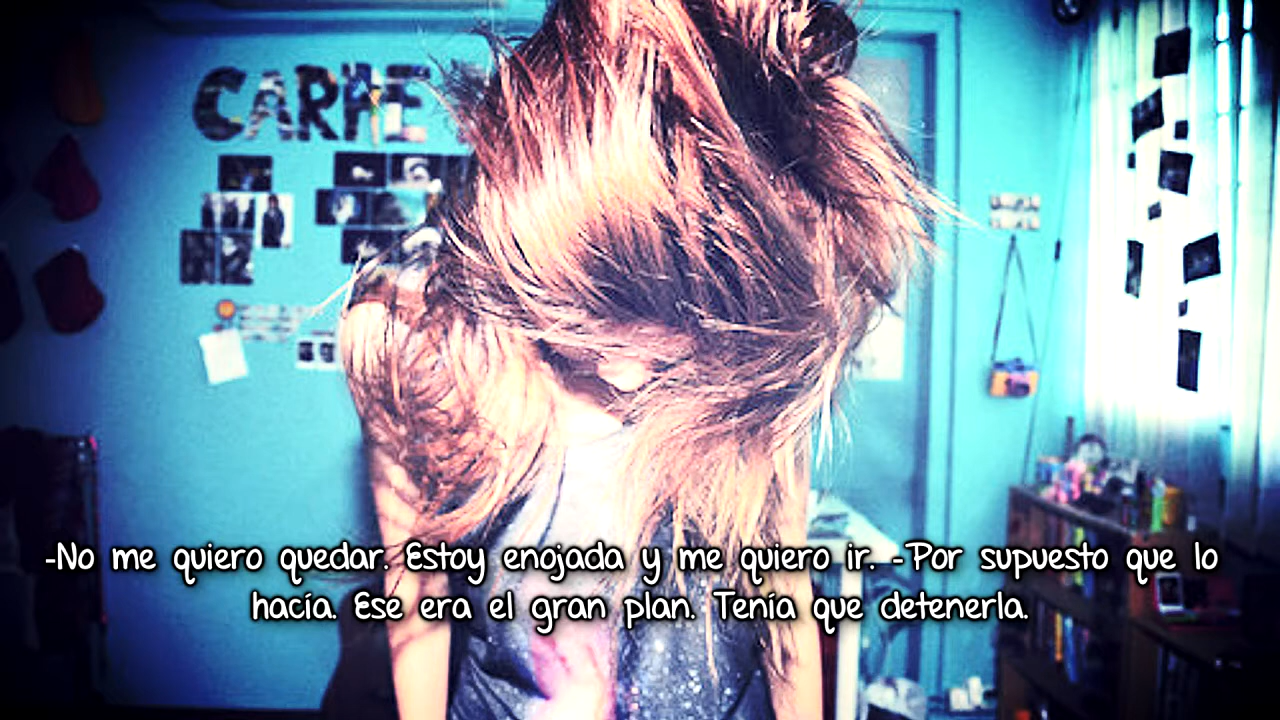 CARPE
-No me quiero quedar. Estoy enojada y me quiero ir. -Por supuesto que lo
hacía. Ese era el gran plan. Tenía que detenerla.